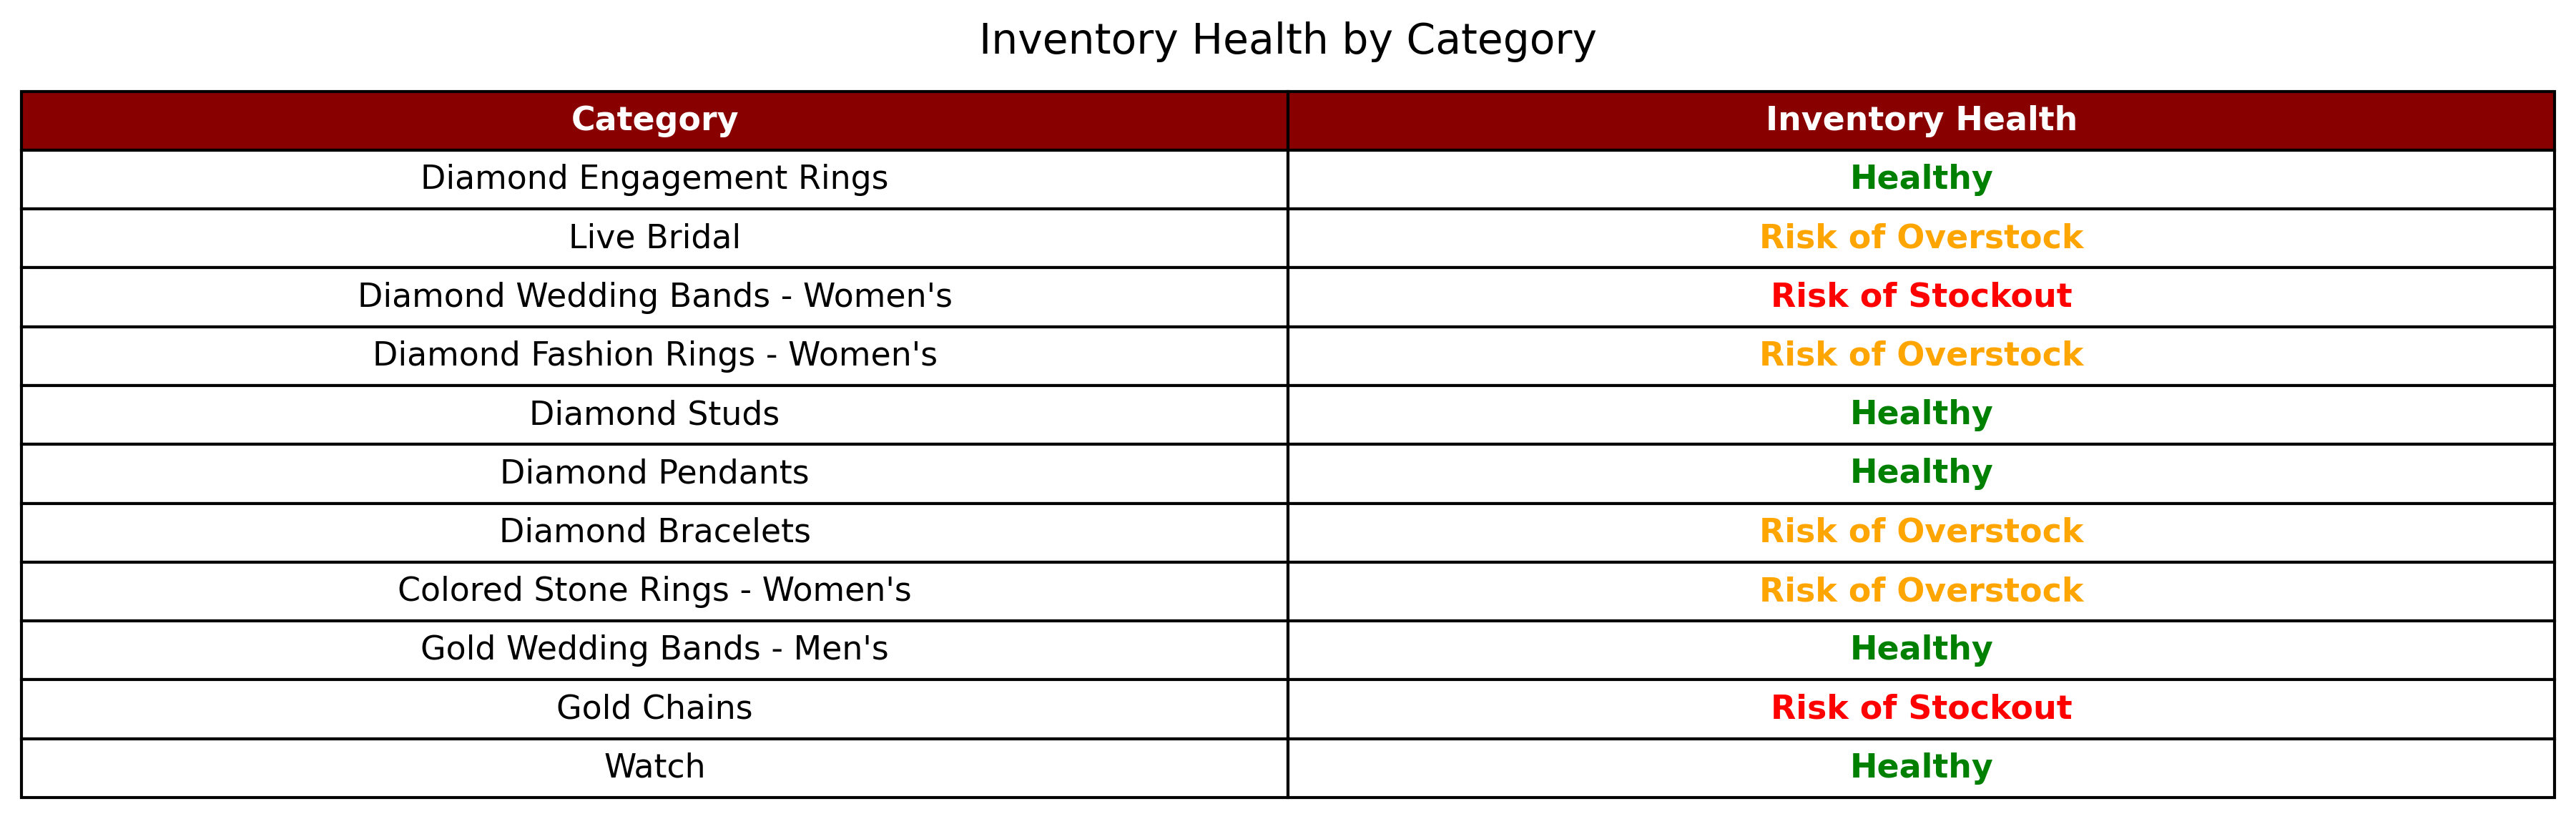 Inventory Health by Category
Category Inventory Health
Diamond Engagement Rings Healthy
Live Bridal Risk of Overstock
Diamond Wedding Bands - Women's Risk of Stockout
Diamond Fashion Rings - Women's Risk of Overstock
Diamond Studs Healthy
Diamond Pendants Healthy
Diamond Bracelets Risk of Overstock
Colored Stone Rings - Women's Risk of Overstock
Gold Wedding Bands - Men's Healthy
Gold Chains Risk of Stockout
Watch Healthy